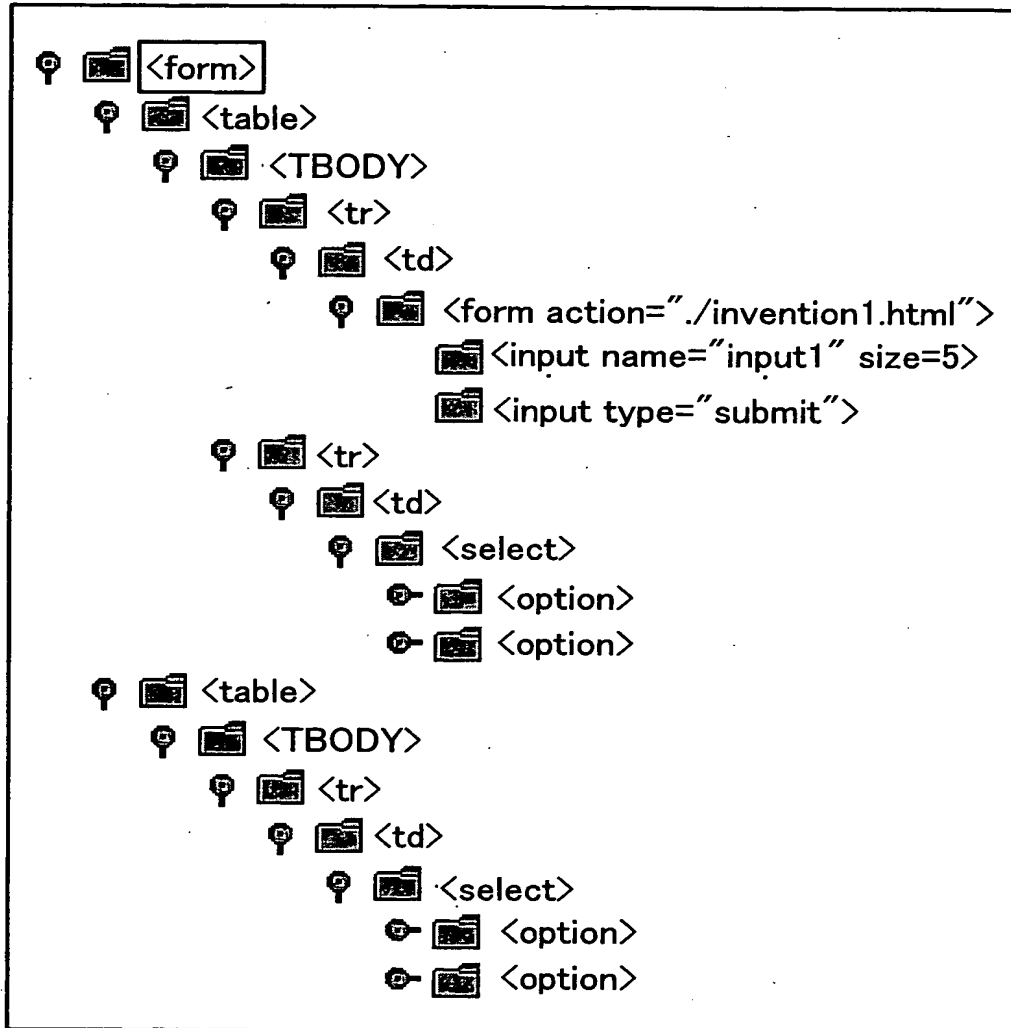 <form>
<table>
<TBODY>
<tr>
<td>
<form action="./invention1.html">
<input name="input1" size=5>
<input type="submit">
<tr>
<td>
<select>
<option>
<option>
<table>
<TBODY>
<tr>
<td>
<select>
<option>
<option>